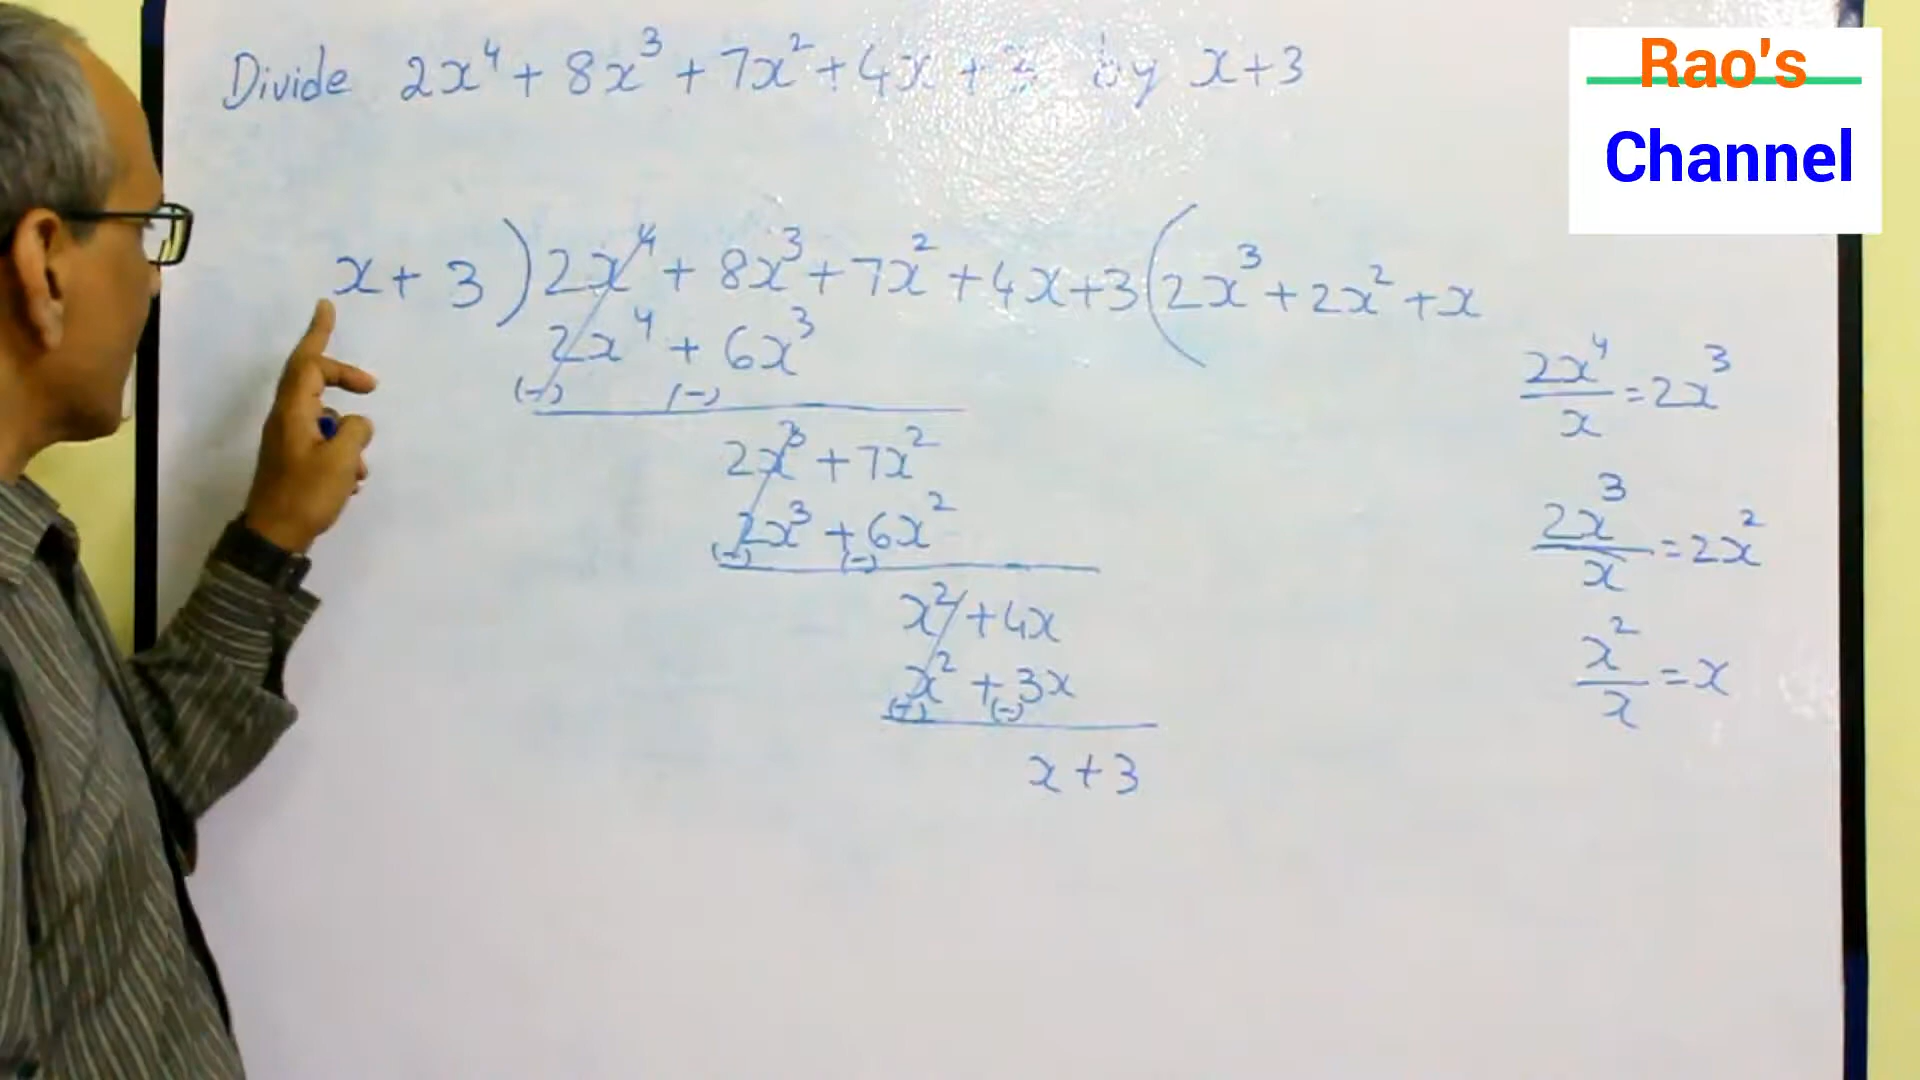 Divide 2x⁴ + 8x³ + 7x² + 4x + by x+3
Rao's
Channel
x + 3 ) 2x⁴ + 8x³ + 7x² + 4x + 3 ( 2x³ + 2x² + x
2x⁴ + 6x³
(-) (-)
2x³ + 7x²
2x³ + 6x²
(-) (-)
x² + 4x
x² + 3x
(-) (-)
x + 3
2x⁴/x = 2x³
2x³/x = 2x²
x²/x = x